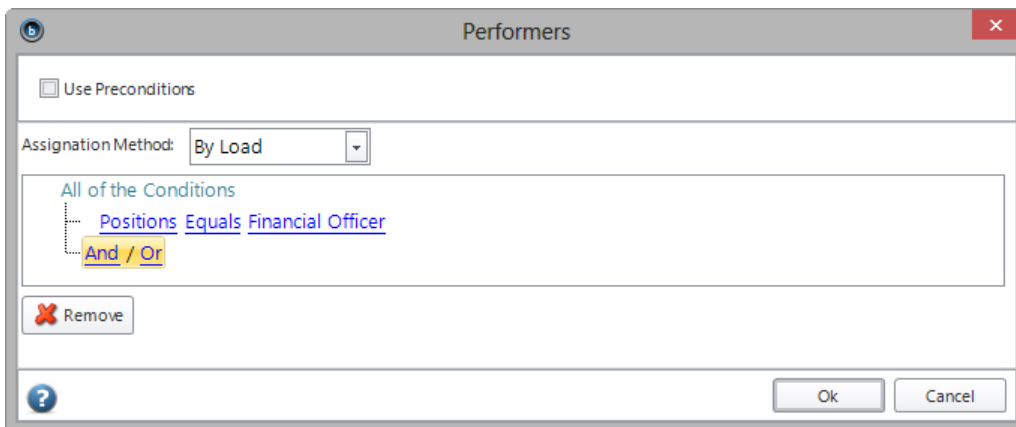 Performers
Use Preconditions
Assignation Method: By Load
All of the Conditions
Positions Equals Financial Officer
And / Or
Remove
Ok Cancel